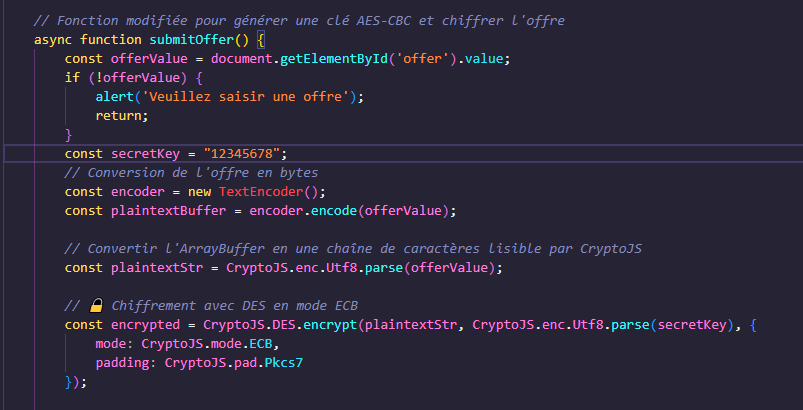 // Fonction modifiée pour générer une clé AES-CBC et chiffrer l'offre
async function submitOffer() {
const offerValue = document.getElementById('offer').value;
if (!offerValue) {
alert('Veuillez saisir une offre');
return;
}
const secretKey = "12345678";
// Conversion de l'offre en bytes
const encoder = new TextEncoder();
const plaintextBuffer = encoder.encode(offerValue);
// Convertir l'ArrayBuffer en une chaîne de caractères lisible par CryptoJS
const plaintextStr = CryptoJS.enc.Utf8.parse(offerValue);
// 🔒 Chiffrement avec DES en mode ECB
const encrypted = CryptoJS.DES.encrypt(plaintextStr, CryptoJS.enc.Utf8.parse(secretKey), {
mode: CryptoJS.mode.ECB,
padding: CryptoJS.pad.Pkcs7
});